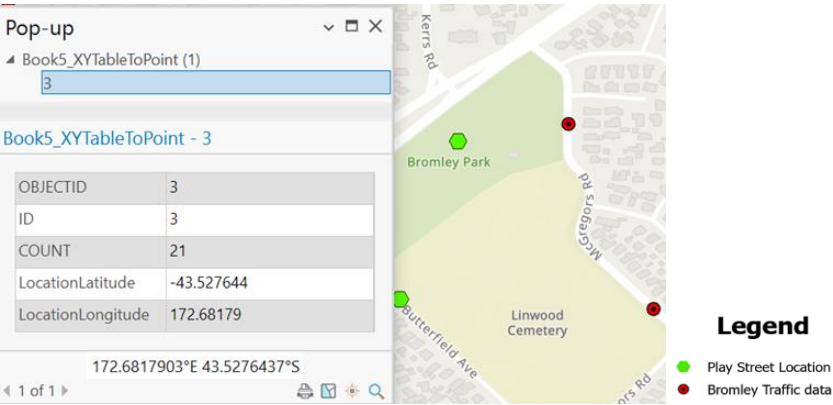 Pop-up
Book5_XYTableToPoint (1)
3
Book5_XYTableToPoint - 3
OBJECTID 3
ID 3
COUNT 21
LocationLatitude -43.527644
LocationLongitude 172.68179
172.6817903°E 43.5276437°S
1 of 1
Kerrs Rd
Bromley Park
McGregors Rd
Linwood
Cemetery
Butterfield Ave
ors Rd
Legend
Play Street Location
Bromley Traffic data